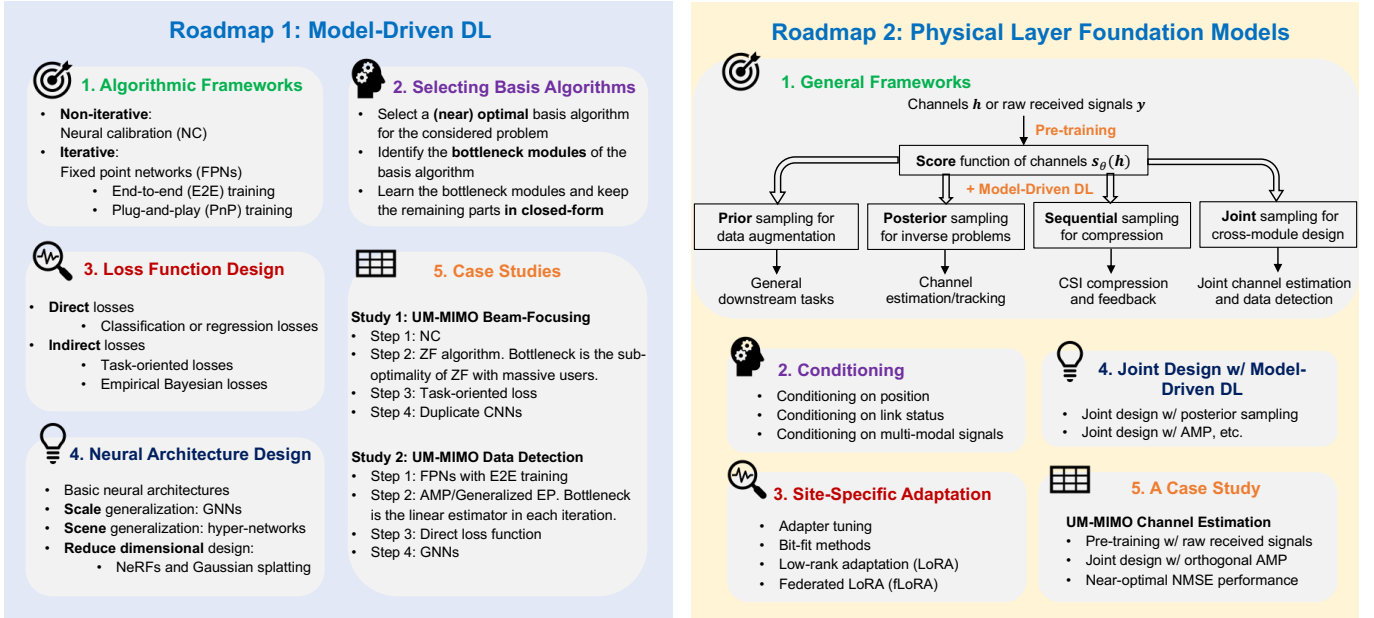 Roadmap 1: Model-Driven DL
1. Algorithmic Frameworks
• Non-iterative:
Neural calibration (NC)
• Iterative:
Fixed point networks (FPNs)
• End-to-end (E2E) training
• Plug-and-play (PnP) training
2. Selecting Basis Algorithms
• Select a (near) optimal basis algorithm
for the considered problem
• Identify the bottleneck modules of the
basis algorithm
• Learn the bottleneck modules and keep
the remaining parts in closed-form
3. Loss Function Design
• Direct losses
• Classification or regression losses
• Indirect losses
• Task-oriented losses
• Empirical Bayesian losses
4. Neural Architecture Design
• Basic neural architectures
• Scale generalization: GNNs
• Scene generalization: hyper-networks
• Reduce dimensional design:
• NeRFs and Gaussian splatting
5. Case Studies
Study 1: UM-MIMO Beam-Focusing
• Step 1: NC
• Step 2: ZF algorithm. Bottleneck is the sub-
optimality of ZF with massive users.
• Step 3: Task-oriented loss
• Step 4: Duplicate CNNs
Study 2: UM-MIMO Data Detection
• Step 1: FPNs with E2E training
• Step 2: AMP/Generalized EP. Bottleneck
is the linear estimator in each iteration.
• Step 3: Direct loss function
• Step 4: GNNs
Roadmap 2: Physical Layer Foundation Models
1. General Frameworks
Channels h or raw received signals y
Pre-training
Score function of channels sθ(h)
+ Model-Driven DL
Prior sampling for
data augmentation
Posterior sampling
for inverse problems
Sequential sampling
for compression
Joint sampling for
cross-module design
General
downstream tasks
Channel
estimation/tracking
CSI compression
and feedback
Joint channel estimation
and data detection
2. Conditioning
• Conditioning on position
• Conditioning on link status
• Conditioning on multi-modal signals
3. Site-Specific Adaptation
• Adapter tuning
• Bit-fit methods
• Low-rank adaptation (LoRA)
• Federated LoRA (fLoRA)
4. Joint Design w/ Model-
Driven DL
• Joint design w/ posterior sampling
• Joint design w/ AMP, etc.
5. A Case Study
UM-MIMO Channel Estimation
• Pre-training w/ raw received signals
• Joint design w/ orthogonal AMP
• Near-optimal NMSE performance